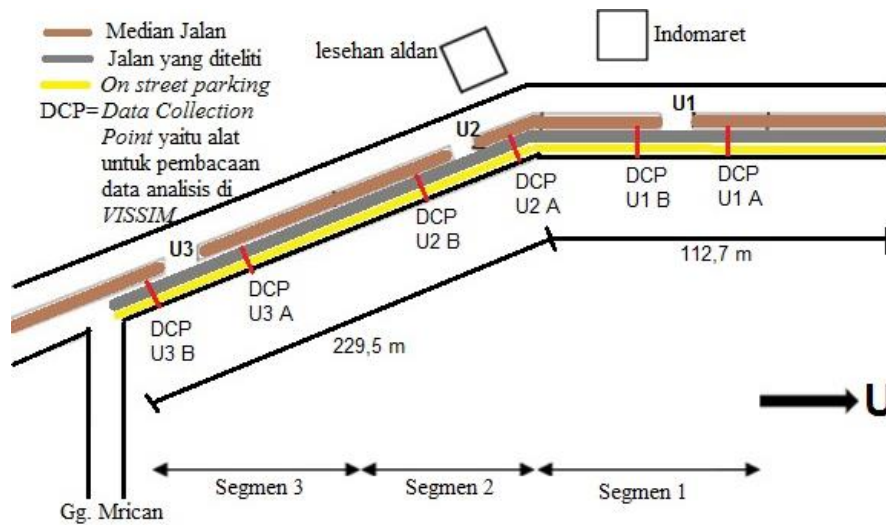 Median Jalan
Jalan yang diteliti
On street parking
DCP= Data Collection
Point yaitu alat
untuk pembacaan
data analisis di
VISSIM
lesehan aldan
Indomaret
U1
U2
U3
DCP
U1 A
DCP
U1 B
DCP
U2 A
DCP
U2 B
DCP
U3 A
DCP
U3 B
112,7 m
229,5 m
U
Segmen 3
Segmen 2
Segmen 1
Gg. Mrican